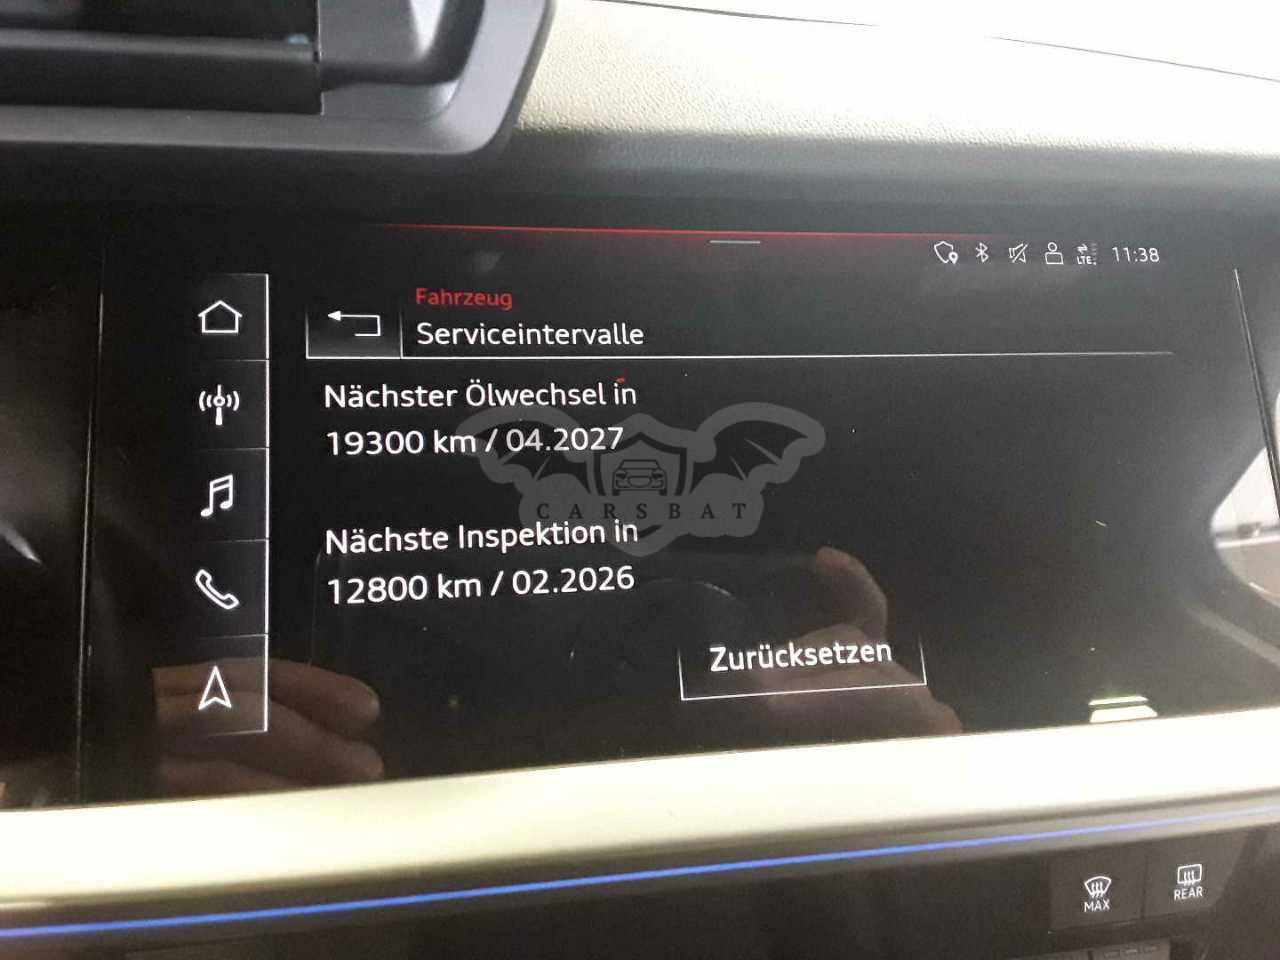 LTE 11:38
Fahrzeug
Serviceintervalle
Nächster Ölwechsel in
19300 km / 04.2027
CARSBAT
Nächste Inspektion in
12800 km / 02.2026
Zurücksetzen
MAX
REAR